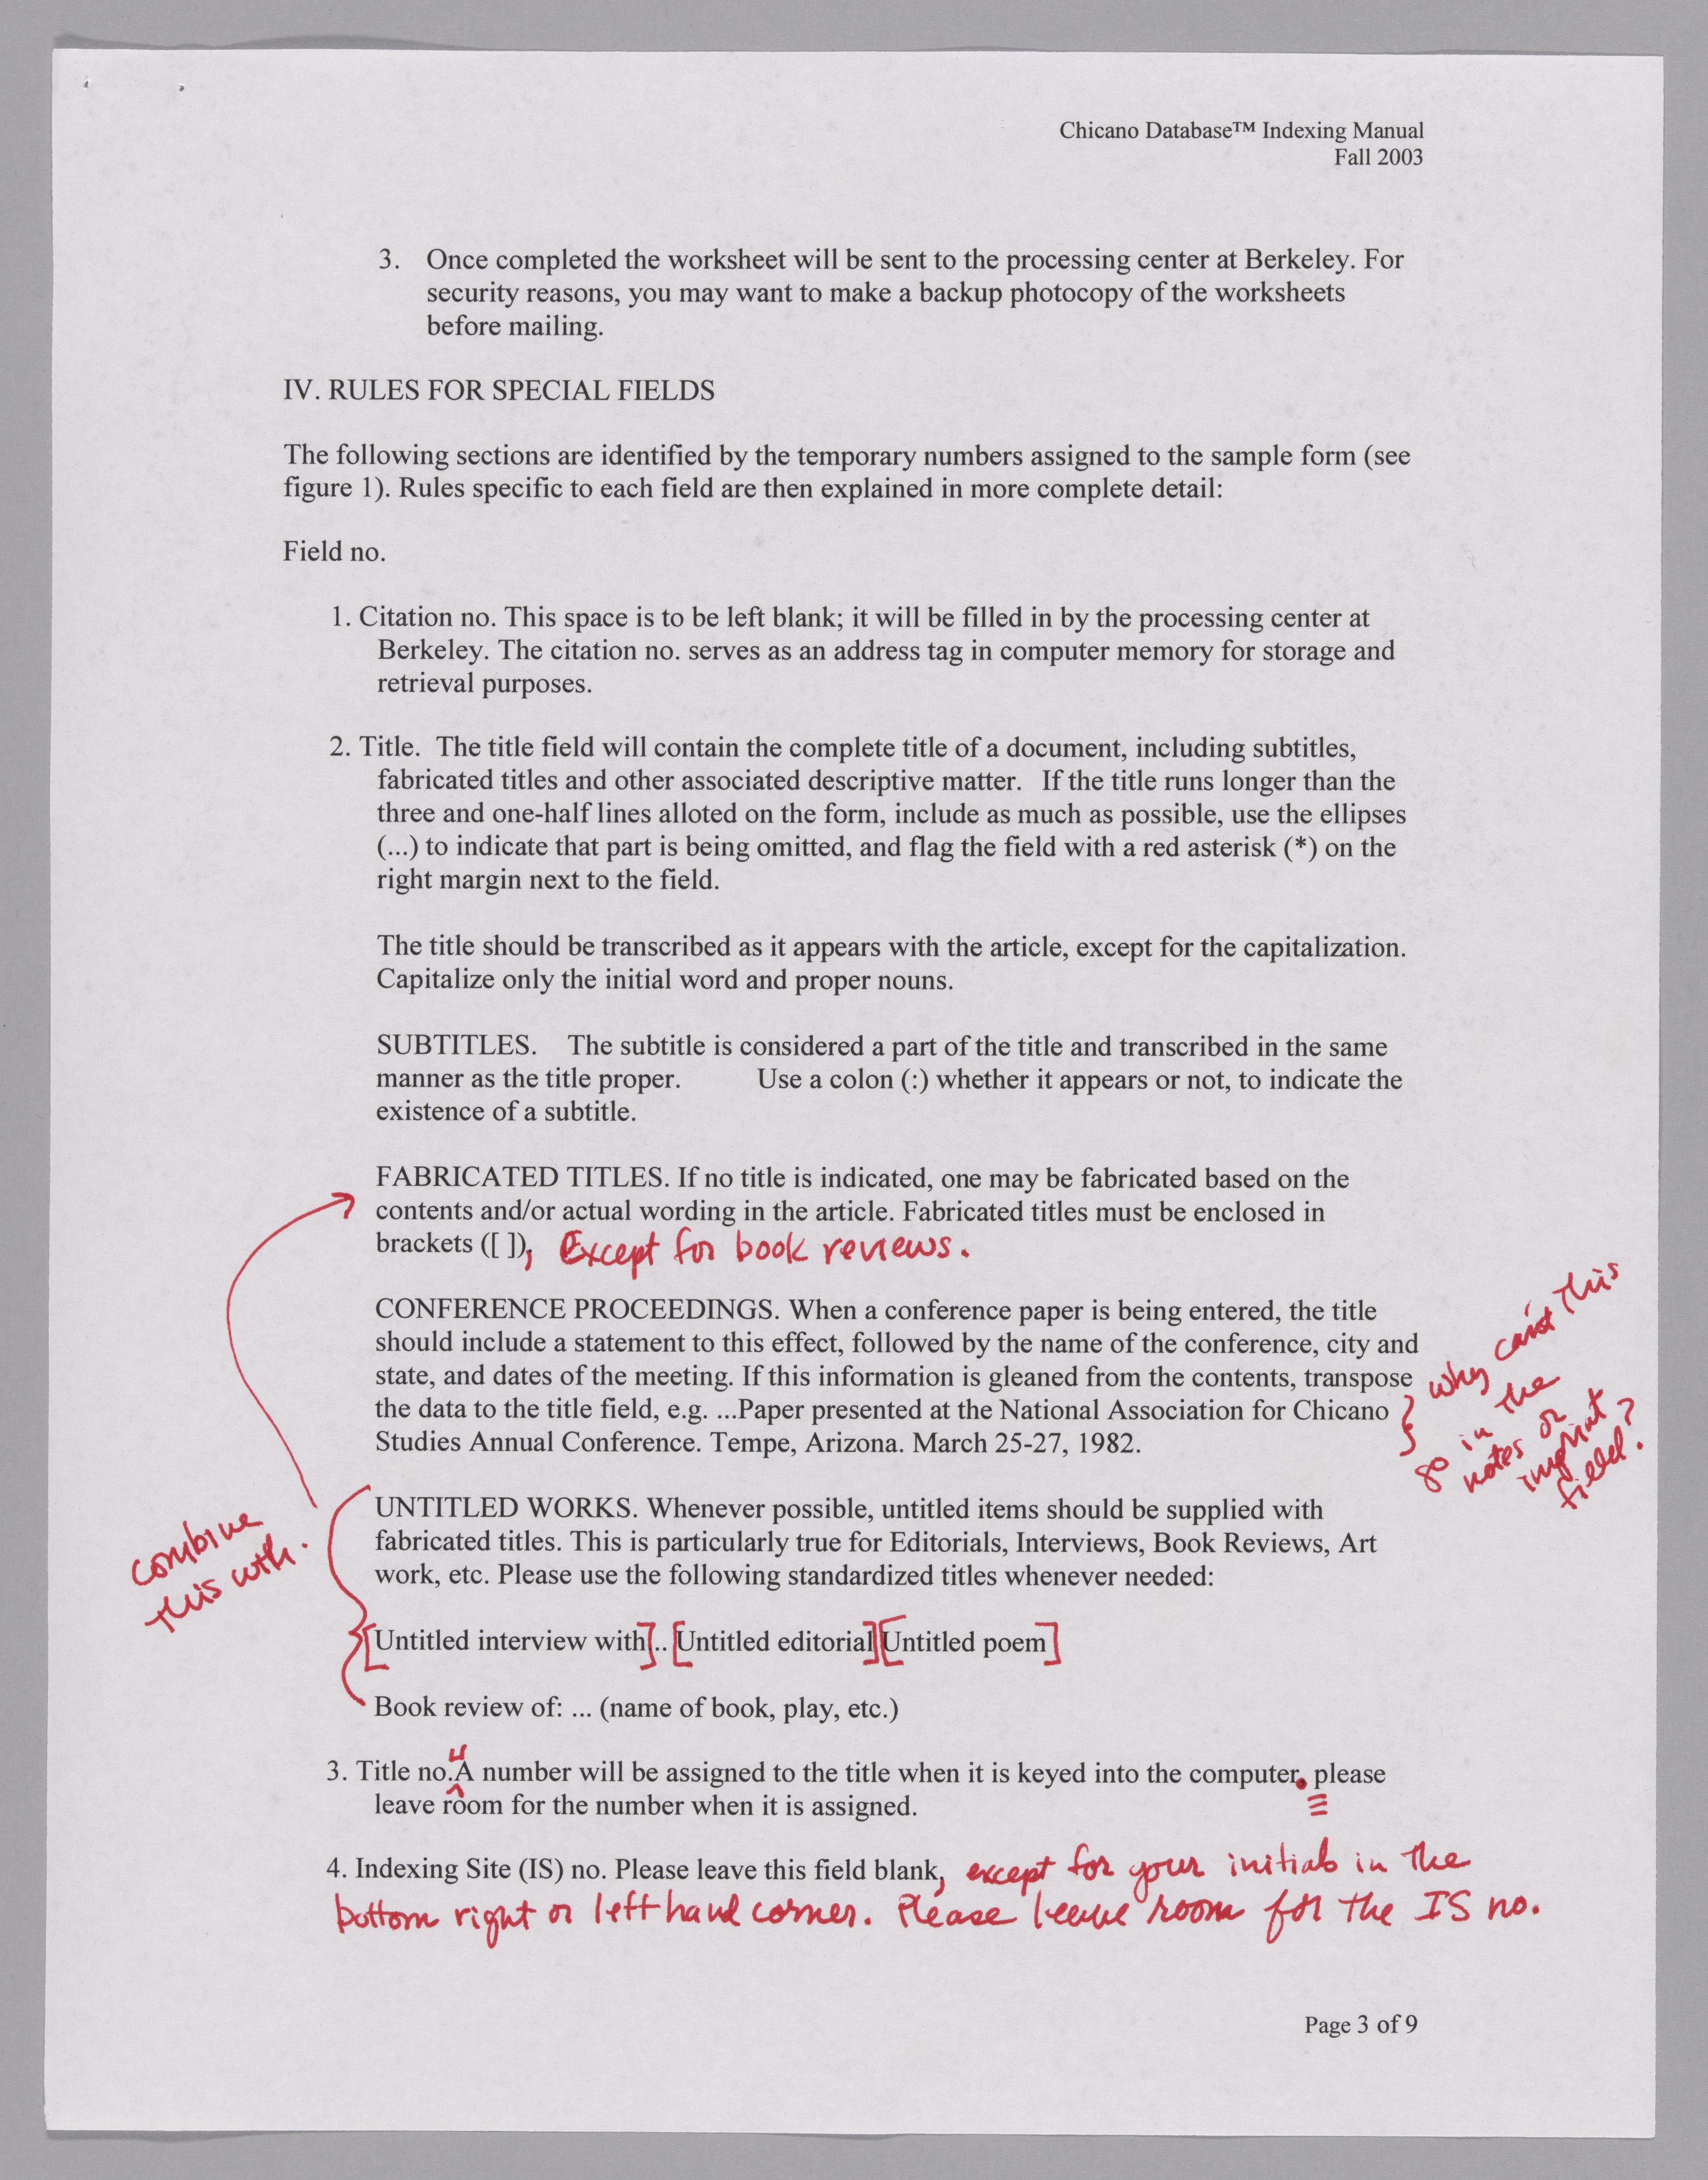 Chicano Database™ Indexing Manual
Fall 2003
3. Once completed the worksheet will be sent to the processing center at Berkeley. For
security reasons, you may want to make a backup photocopy of the worksheets
before mailing.
IV. RULES FOR SPECIAL FIELDS
The following sections are identified by the temporary numbers assigned to the sample form (see
figure 1). Rules specific to each field are then explained in more complete detail:
Field no.
1. Citation no. This space is to be left blank; it will be filled in by the processing center at
Berkeley. The citation no. serves as an address tag in computer memory for storage and
retrieval purposes.
2. Title. The title field will contain the complete title of a document, including subtitles,
fabricated titles and other associated descriptive matter. If the title runs longer than the
three and one-half lines alloted on the form, include as much as possible, use the ellipses
(...) to indicate that part is being omitted, and flag the field with a red asterisk (*) on the
right margin next to the field.
The title should be transcribed as it appears with the article, except for the capitalization.
Capitalize only the initial word and proper nouns.
SUBTITLES. The subtitle is considered a part of the title and transcribed in the same
manner as the title proper. Use a colon (:) whether it appears or not, to indicate the
existence of a subtitle.
FABRICATED TITLES. If no title is indicated, one may be fabricated based on the
contents and/or actual wording in the article. Fabricated titles must be enclosed in
brackets ([ ]), Except for book reviews.
CONFERENCE PROCEEDINGS. When a conference paper is being entered, the title
should include a statement to this effect, followed by the name of the conference, city and
state, and dates of the meeting. If this information is gleaned from the contents, transpose
the data to the title field, e.g. ...Paper presented at the National Association for Chicano
Studies Annual Conference. Tempe, Arizona. March 25-27, 1982.
why can't this
go in the
notes or
imprint
field?
combine
this with.
UNTITLED WORKS. Whenever possible, untitled items should be supplied with
fabricated titles. This is particularly true for Editorials, Interviews, Book Reviews, Art
work, etc. Please use the following standardized titles whenever needed:
[Untitled interview with].. [Untitled editorial] [Untitled poem]
Book review of: ... (name of book, play, etc.)
3. Title no. A number will be assigned to the title when it is keyed into the computer. please
leave room for the number when it is assigned.
4. Indexing Site (IS) no. Please leave this field blank, except for your initials in the
bottom right or left hand corner. Please leave room for the IS no.
Page 3 of 9